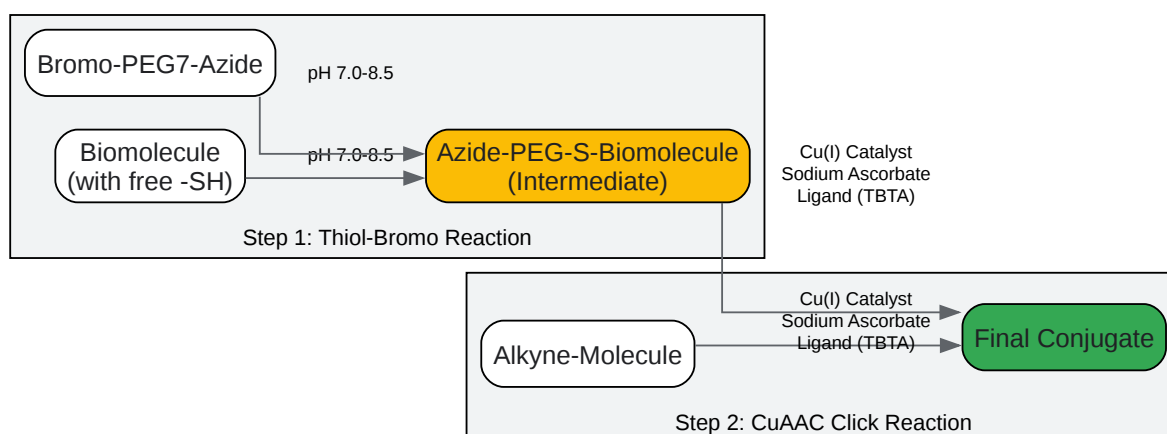 Bromo-PEG7-Azide
pH 7.0-8.5
Biomolecule
(with free -SH)
pH 7.0-8.5
Azide-PEG-S-Biomolecule
(Intermediate)
Cu(I) Catalyst
Sodium Ascorbate
Ligand (TBTA)
Step 1: Thiol-Bromo Reaction
Alkyne-Molecule
Cu(I) Catalyst
Sodium Ascorbate
Ligand (TBTA)
Final Conjugate
Step 2: CuAAC Click Reaction